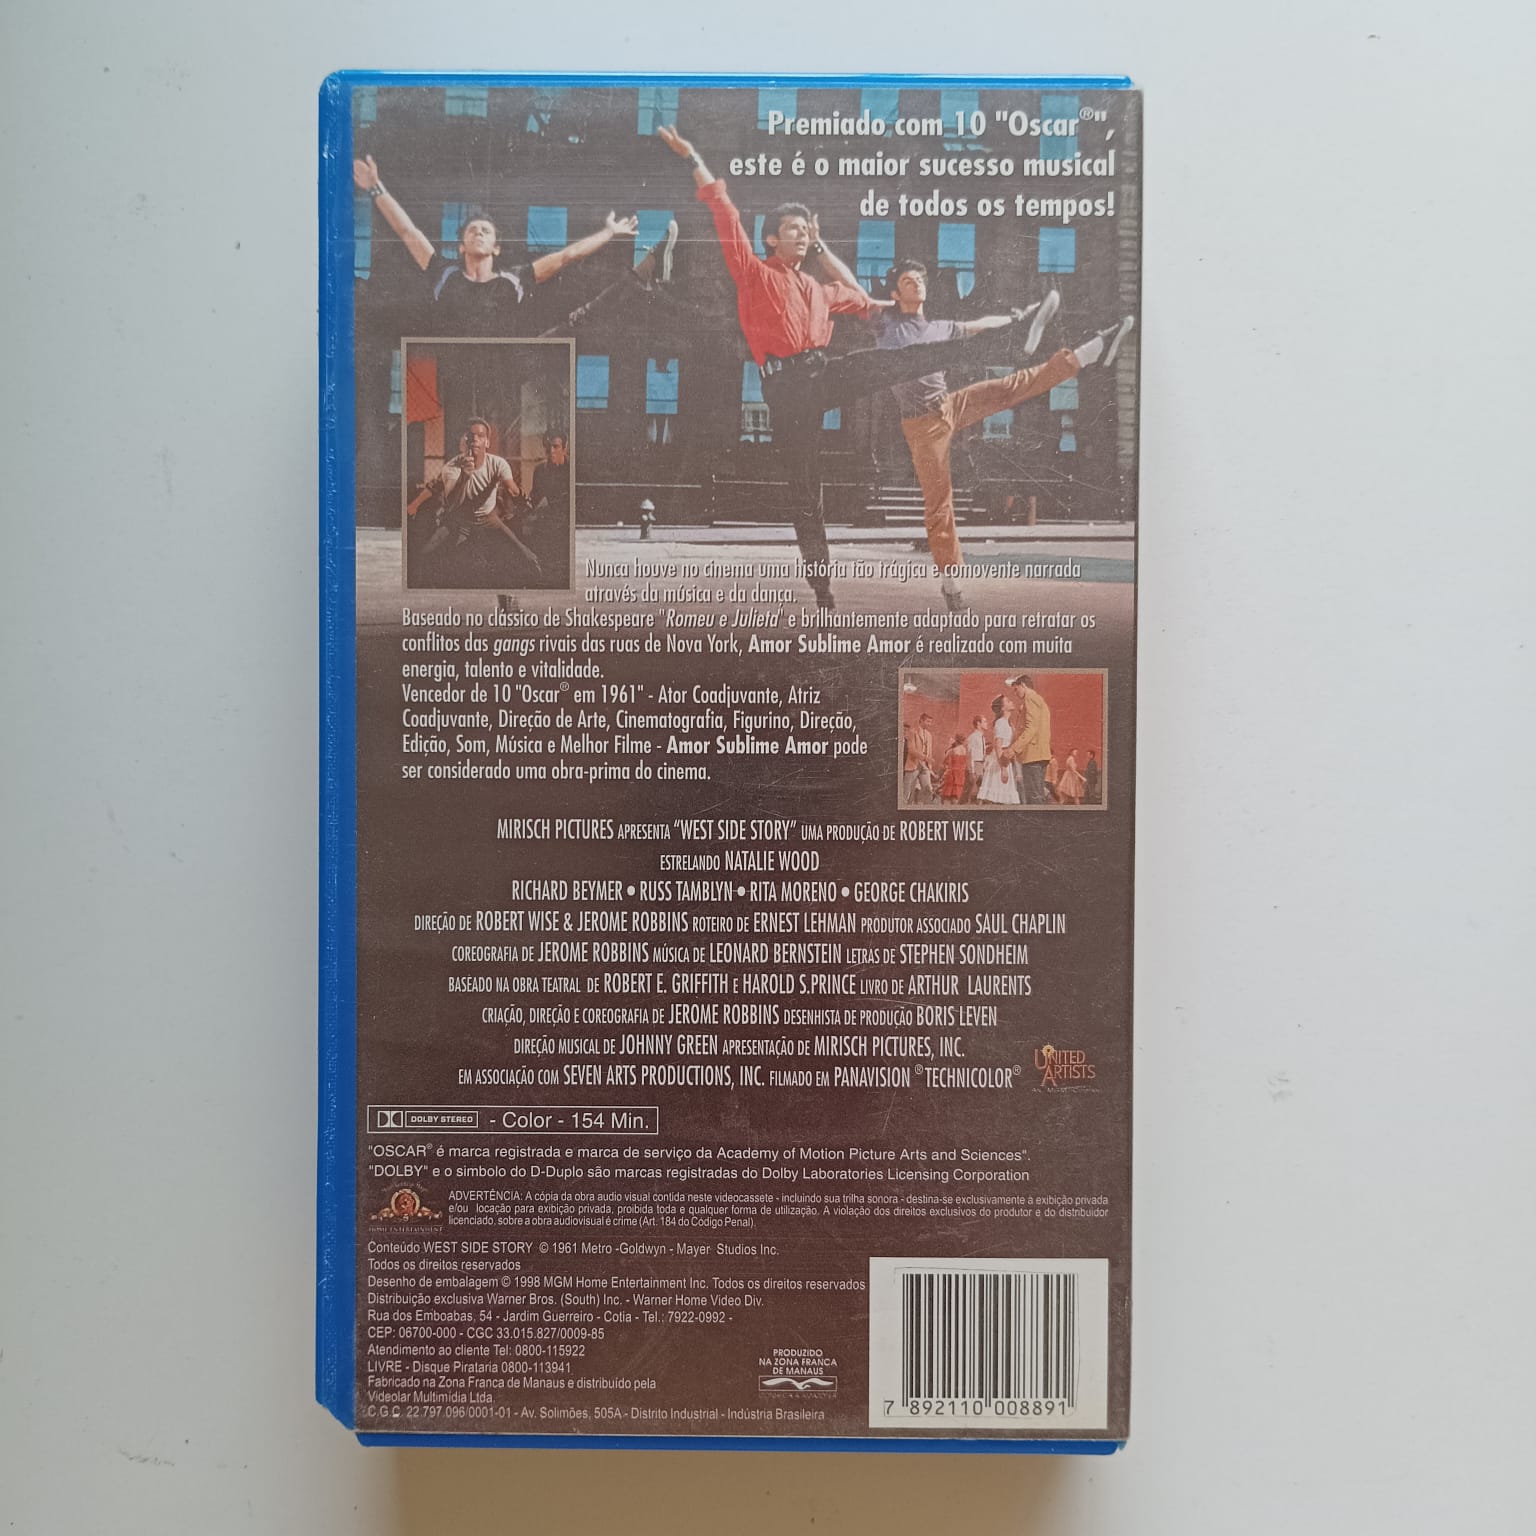 Premiado com 10 "Oscar®",
este é o maior sucesso musical
de todos os tempos!
Nunca houve no cinema uma história tão trágica e comovente narrada
através da música e da dança.
Baseado no clássico de Shakespeare "Romeu e Julieta" e brilhantemente adaptado para retratar os
conflitos das gangs rivais das ruas de Nova York, Amor Sublime Amor é realizado com muita
energia, talento e vitalidade.
Vencedor de 10 "Oscar® em 1961" - Ator Coadjuvante, Atriz
Coadjuvante, Direção de Arte, Cinematografia, Figurino, Direção,
Edição, Som, Música e Melhor Filme - Amor Sublime Amor pode
ser considerado uma obra-prima do cinema.
MIRISCH PICTURES APRESENTA "WEST SIDE STORY" UMA PRODUÇÃO DE ROBERT WISE
ESTRELANDO NATALIE WOOD
RICHARD BEYMER • RUSS TAMBLYN • RITA MORENO • GEORGE CHAKIRIS
DIREÇÃO DE ROBERT WISE & JEROME ROBBINS ROTEIRO DE ERNEST LEHMAN PRODUTOR ASSOCIADO SAUL CHAPLIN
COREOGRAFIA DE JEROME ROBBINS MÚSICA DE LEONARD BERNSTEIN LETRAS DE STEPHEN SONDHEIM
BASEADO NA OBRA TEATRAL DE ROBERT E. GRIFFITH E HAROLD S.PRINCE LIVRO DE ARTHUR LAURENTS
CRIAÇÃO, DIREÇÃO E COREOGRAFIA DE JEROME ROBBINS DESENHISTA DE PRODUÇÃO BORIS LEVEN
DIREÇÃO MUSICAL DE JOHNNY GREEN APRESENTAÇÃO DE MIRISCH PICTURES, INC.
EM ASSOCIAÇÃO COM SEVEN ARTS PRODUCTIONS, INC. FILMADO EM PANAVISION ® TECHNICOLOR®
UNITED
ARTISTS
DOLBY STEREO - Color - 154 Min.
"OSCAR® é marca registrada e marca de serviço da Academy of Motion Picture Arts and Sciences".
"DOLBY" e o simbolo do D-Duplo são marcas registradas do Dolby Laboratories Licensing Corporation
ADVERTÊNCIA: A cópia da obra audio visual contida neste videocassete - incluindo sua trilha sonora - destina-se exclusivamente à exibição privada
e/ou locação para exibição privada, proibida toda e qualquer forma de utilização. A violação dos direitos exclusivos do produtor e do distribuidor
licenciado, sobre a obra audiovisual é crime (Art. 184 do Código Penal).
Conteúdo WEST SIDE STORY © 1961 Metro -Goldwyn - Mayer Studios Inc.
Todos os direitos reservados
Desenho de embalagem © 1998 MGM Home Entertainment Inc. Todos os direitos reservados
Distribuição exclusiva Warner Bros. (South) Inc. - Warner Home Video Div.
Rua dos Emboabas, 54 - Jardim Guerreiro - Cotia - Tel.: 7922-0992 -
CEP: 06700-000 - CGC 33.015.827/0009-85
Atendimento ao cliente Tel: 0800-115922
LIVRE - Disque Pirataria 0800-113941
Fabricado na Zona Franca de Manaus e distribuído pela
Videolar Multimídia Ltda.
C.G.C. 22.797.096/0001-01 - Av. Solimões, 505A - Distrito Industrial - Indústria Brasileira
PRODUZIDO
NA ZONA FRANCA
DE MANAUS
7 892110 008891